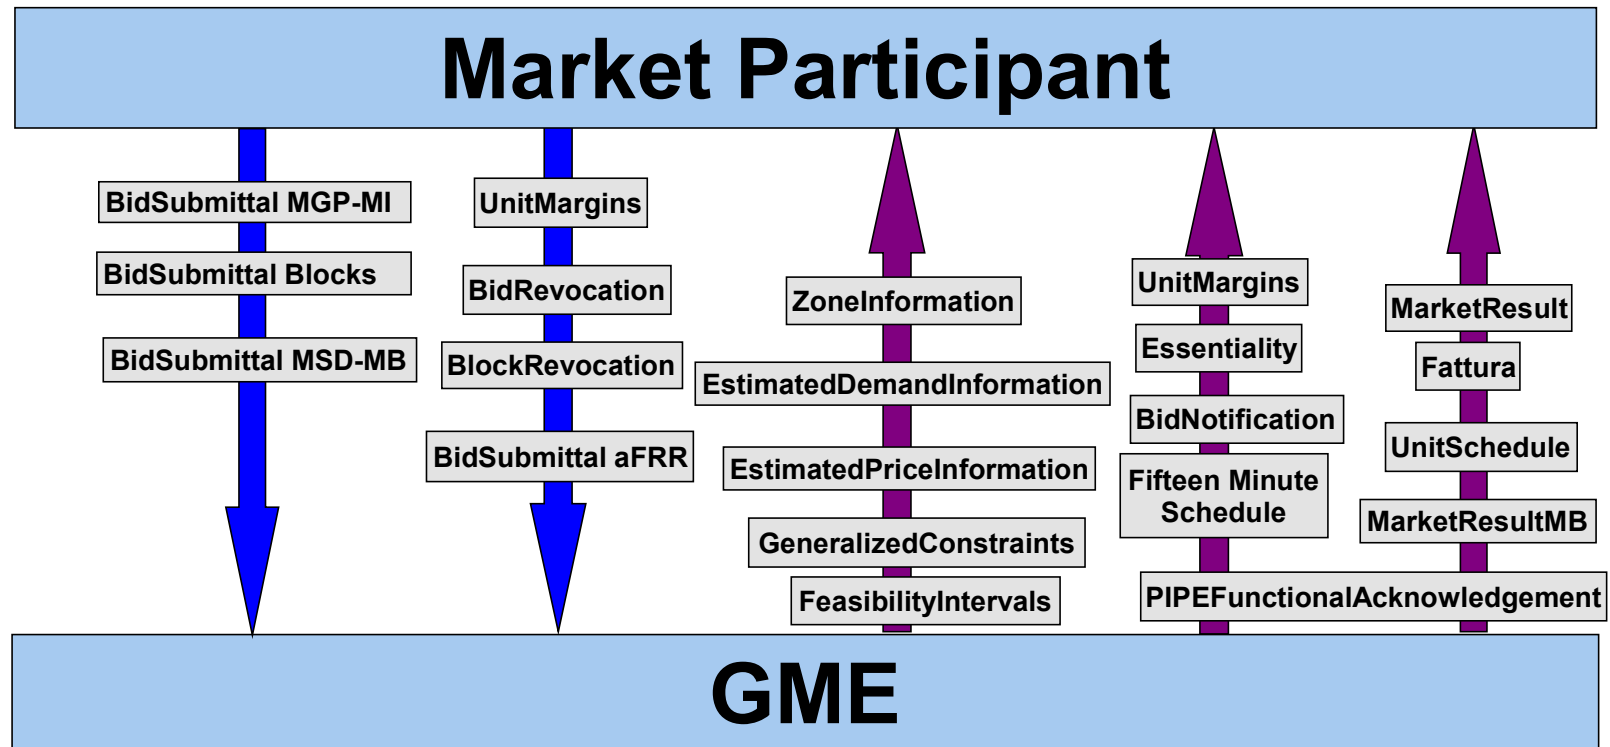 Market Participant
BidSubmittal MGP-MI
BidSubmittal Blocks
BidSubmittal MSD-MB
UnitMargins
BidRevocation
BlockRevocation
BidSubmittal aFRR
ZoneInformation
EstimatedDemandInformation
EstimatedPriceInformation
GeneralizedConstraints
FeasibilityIntervals
UnitMargins
Essentiality
BidNotification
Fifteen Minute
Schedule
MarketResult
Fattura
UnitSchedule
MarketResultMB
PIPEFunctionalAcknowledgement
GME